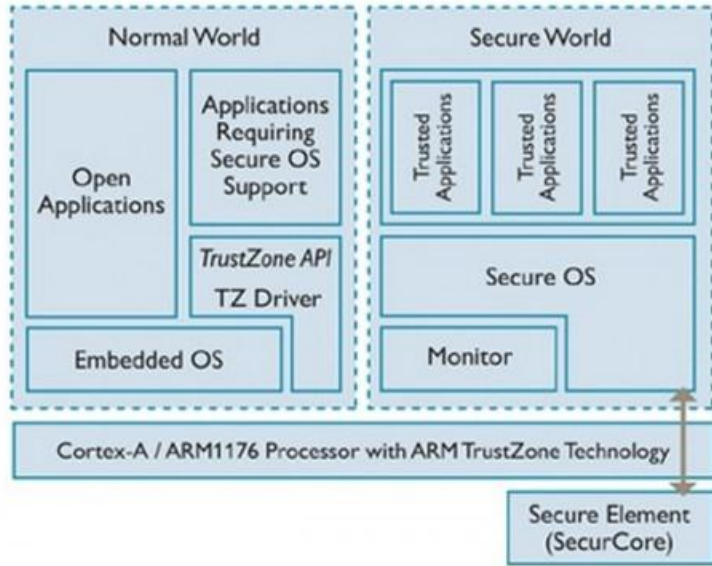 Normal World
Open
Applications
Applications
Requiring
Secure OS
Support
TrustZone API
TZ Driver
Embedded OS
Secure World
Trusted
Applications
Trusted
Applications
Trusted
Applications
Secure OS
Monitor
Cortex-A / ARM1176 Processor with ARM TrustZone Technology
Secure Element
(SecurCore)